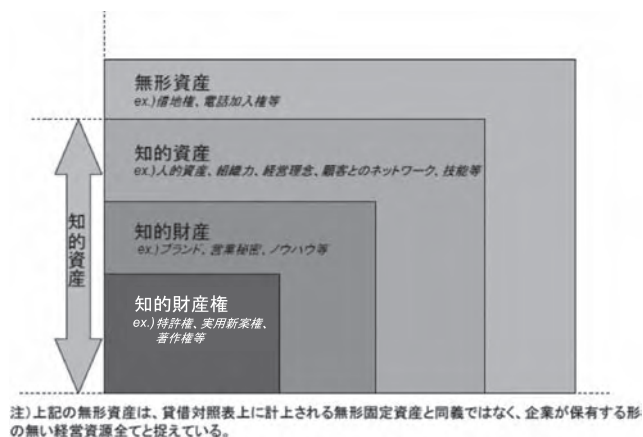 無形資産
ex.)借地権、電話加入権等
知的資産
ex.)人的資産、組織力、経営理念、顧客とのネットワーク、技能等
知的資産
知的財産
ex.)ブランド、営業秘密、ノウハウ等
知的財産権
ex.)特許権、実用新案権、
著作権等
注)上記の無形資産は、貸借対照表上に計上される無形固定資産と同義ではなく、企業が保有する形
の無い経営資源全てと捉えている。